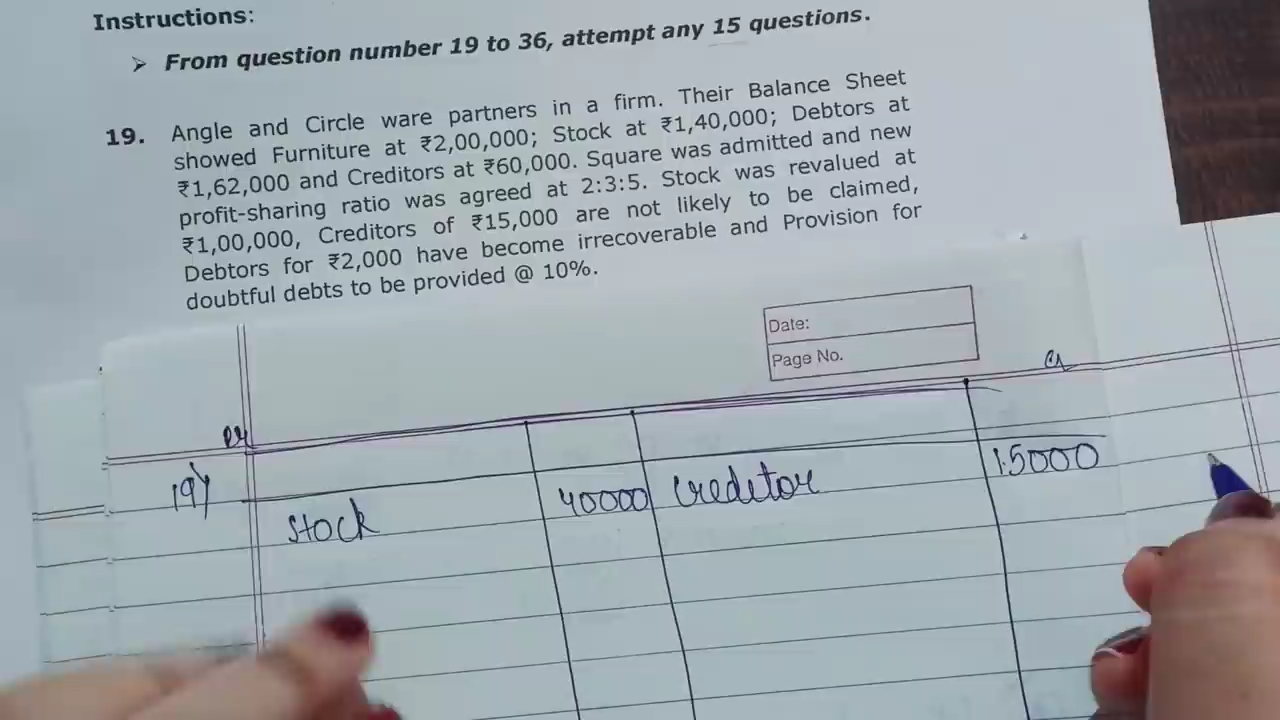 Instructions:
➢ From question number 19 to 36, attempt any 15 questions.
19. Angle and Circle ware partners in a firm. Their Balance Sheet
showed Furniture at ₹2,00,000; Stock at ₹1,40,000; Debtors at
₹1,62,000 and Creditors at ₹60,000. Square was admitted and new
profit-sharing ratio was agreed at 2:3:5. Stock was revalued at
₹1,00,000, Creditors of ₹15,000 are not likely to be claimed,
Debtors for ₹2,000 have become irrecoverable and Provision for
doubtful debts to be provided @ 10%.
Date:
Page No.
Dr Cr
19) Stock 40000 Creditor 15000